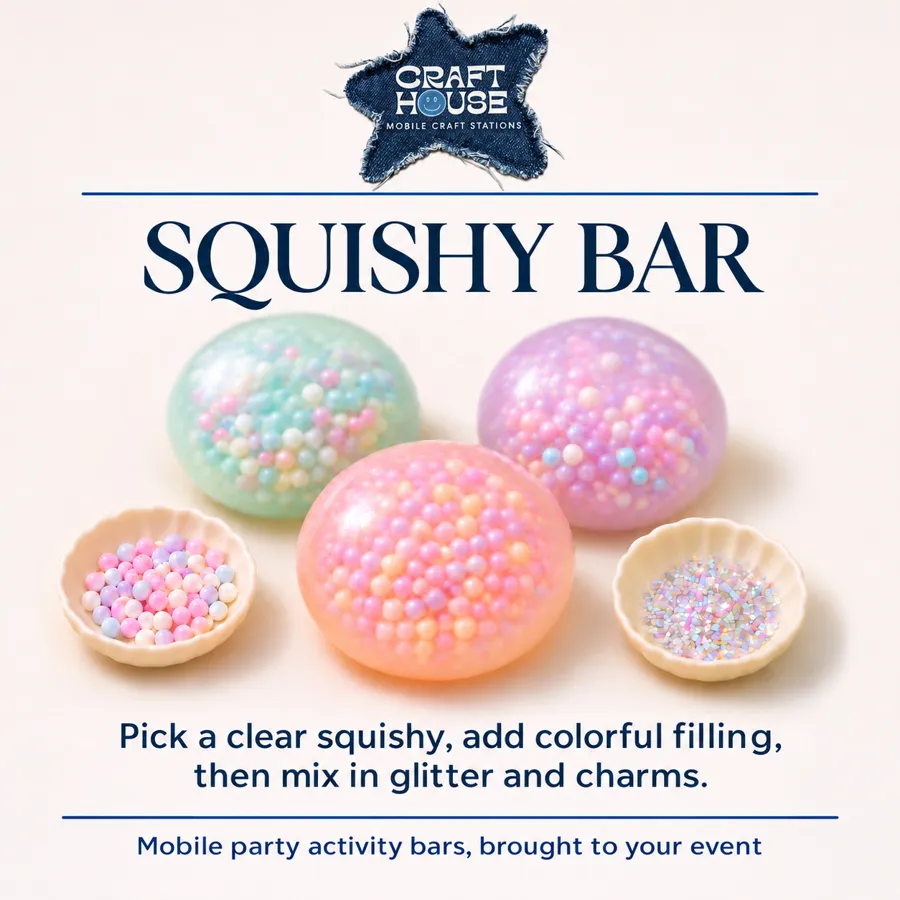 CRAFT
HOUSE
MOBILE CRAFT STATIONS
SQUISHY BAR
Pick a clear squishy, add colorful filling,
then mix in glitter and charms.
Mobile party activity bars, brought to your event